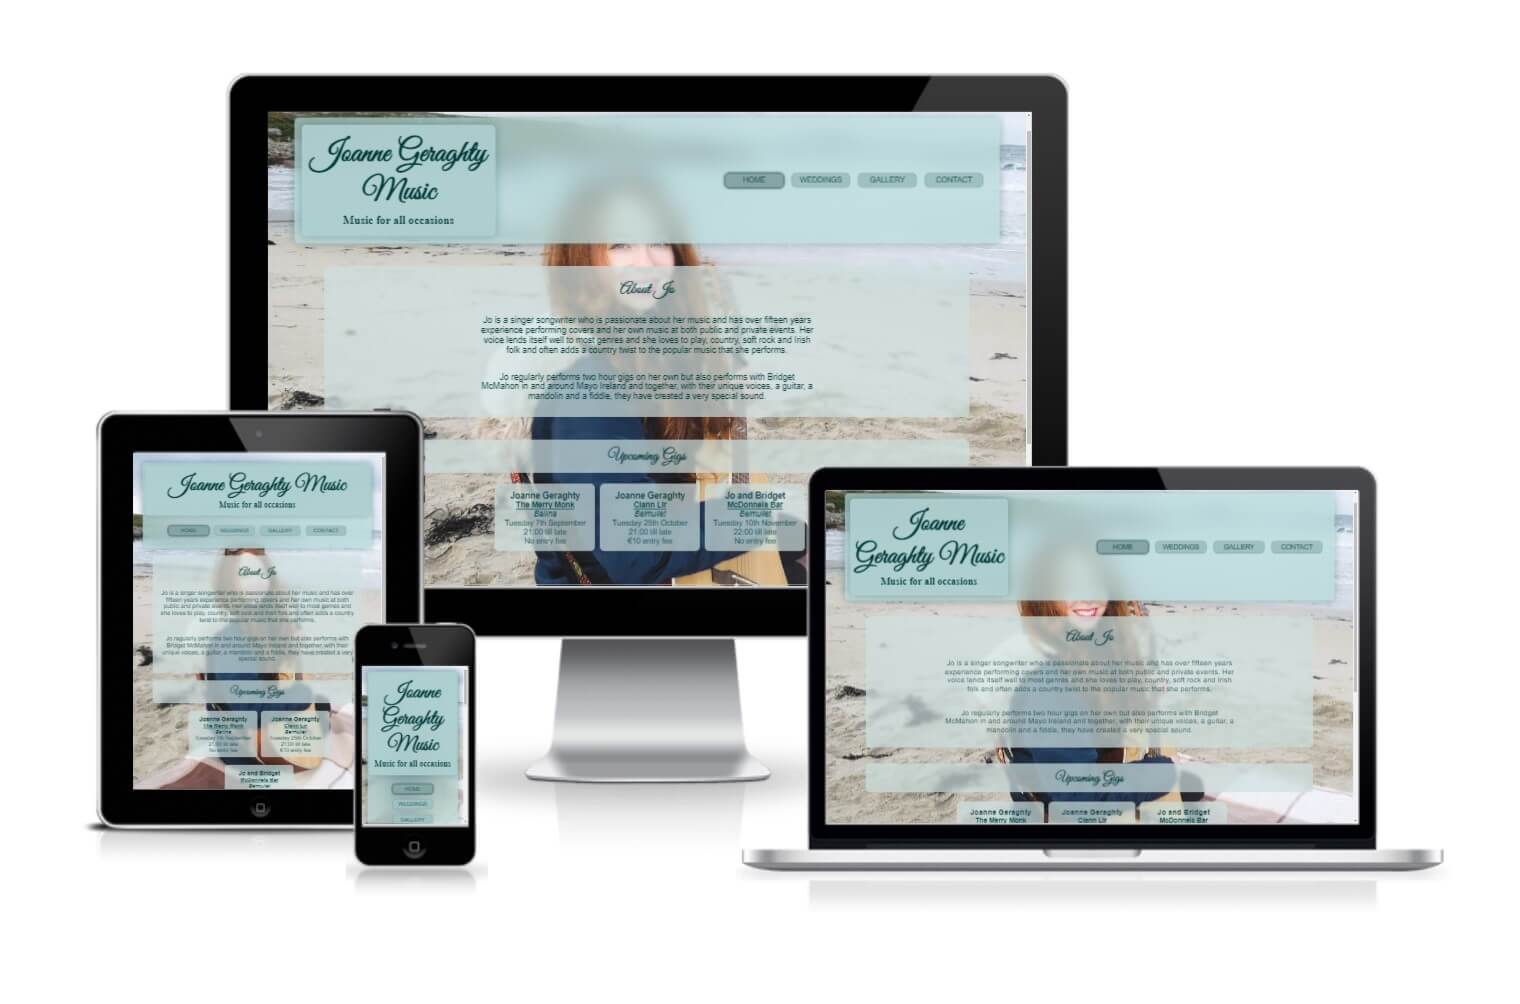 Joanne Geraghty
Music
Music for all occasions
HOME
WEDDINGS
GALLERY
CONTACT
About Jo
Jo is a singer songwriter who is passionate about her music and has over fifteen years
experience performing covers and her own music at both public and private events. Her
voice lends itself well to most genres and she loves to play, country, soft rock and Irish
folk and often adds a country twist to the popular music that she performs.
Jo regularly performs two hour gigs on her own but also performs with Bridget
McMahon in and around Mayo Ireland and together, with their unique voices, a guitar, a
mandolin and a fiddle, they have created a very special sound.
Upcoming Gigs
Joanne Geraghty
The Merry Monk
Balina
Tuesday 7th September
21:00 till late
No entry fee
Joanne Geraghty
Clann Lir
Bemullet
Tuesday 25th October
21:00 till late
€10 entry fee
Jo and Bridget
McDonnels Bar
Bemullet
Tuesday 10th November
22:00 till late
No entry fee
Joanne Geraghty Music
Music for all occasions
HOME
WEDDINGS
GALLERY
CONTACT
About Jo
Jo is a singer songwriter who is passionate about her music and has over
fifteen years experience performing covers and her own music at both
public and private events. Her voice lends itself well to most genres and
she loves to play, country, soft rock and Irish folk and often adds a country
twist to the popular music that she performs.
Jo regularly performs two hour gigs on her own but also performs with
Bridget McMahon in and around Mayo Ireland and together, with their
unique voices, a guitar, a mandolin and a fiddle, they have created a very
special sound.
Upcoming Gigs
Joanne Geraghty
The Merry Monk
Balina
Tuesday 7th September
21:00 till late
No entry fee
Joanne Geraghty
Clann Lir
Bemullet
Tuesday 25th October
21:00 till late
€10 entry fee
Jo and Bridget
McDonnels Bar
Bemullet
Joanne
Geraghty
Music
Music for all occasions
HOME
WEDDINGS
GALLERY
Joanne
Geraghty Music
Music for all occasions
HOME
WEDDINGS
GALLERY
CONTACT
About Jo
Jo is a singer songwriter who is passionate about her music and has over fifteen years
experience performing covers and her own music at both public and private events. Her
voice lends itself well to most genres and she loves to play, country, soft rock and Irish
folk and often adds a country twist to the popular music that she performs.
Jo regularly performs two hour gigs on her own but also performs with Bridget
McMahon in and around Mayo Ireland and together, with their unique voices, a guitar, a
mandolin and a fiddle, they have created a very special sound.
Upcoming Gigs
Joanne Geraghty
The Merry Monk
Joanne Geraghty
Clann Lir
Jo and Bridget
McDonnels Bar